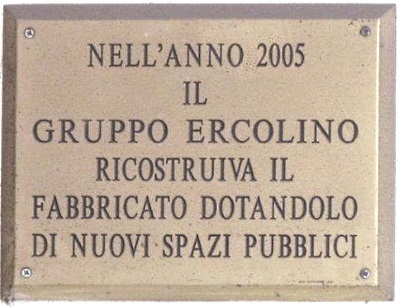 NELL'ANNO 2005
IL
GRUPPO ERCOLINO
RICOSTRUIVA IL
FABBRICATO DOTANDOLO
DI NUOVI SPAZI PUBBLICI